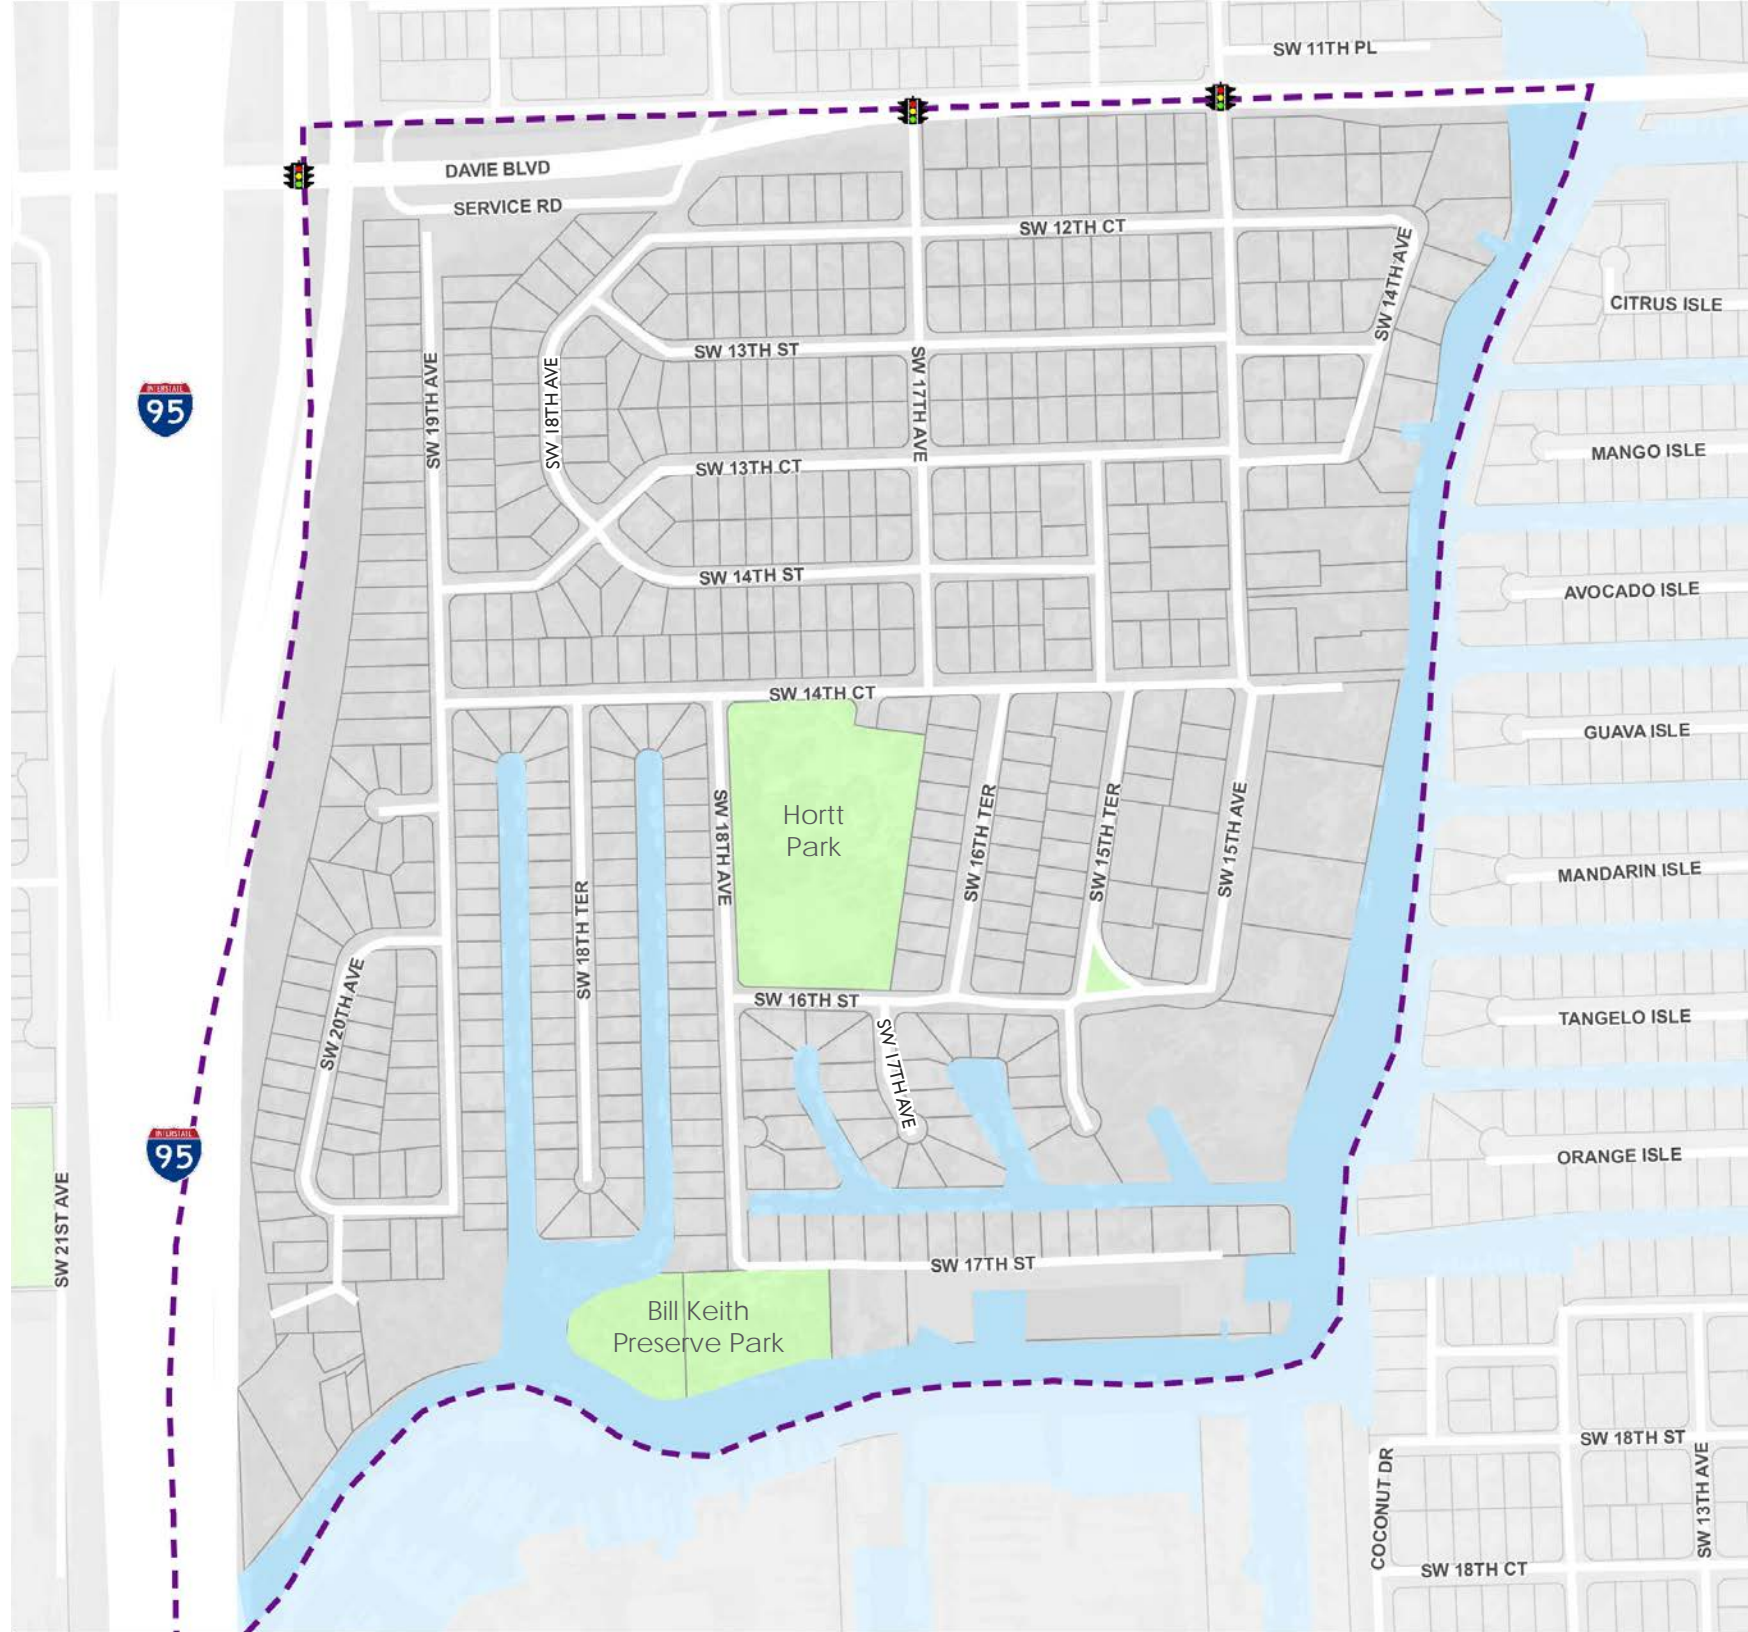 SW 11TH PL
DAVIE BLVD
SERVICE RD
SW 12TH CT
SW 14TH AVE
CITRUS ISLE
SW 13TH ST
SW 19TH AVE
SW 18TH AVE
SW 17TH AVE
INTERSTATE
95
MANGO ISLE
SW 13TH CT
SW 14TH ST
AVOCADO ISLE
SW 14TH CT
GUAVA ISLE
Hortt
Park
SW 18TH AVE
SW 16TH TER
SW 15TH TER
SW 15TH AVE
MANDARIN ISLE
SW 18TH TER
SW 20TH AVE
SW 16TH ST
SW 17TH AVE
TANGELO ISLE
INTERSTATE
95
ORANGE ISLE
SW 21ST AVE
SW 17TH ST
Bill Keith
Preserve Park
COCONUT DR
SW 18TH ST
SW 13TH AVE
SW 18TH CT